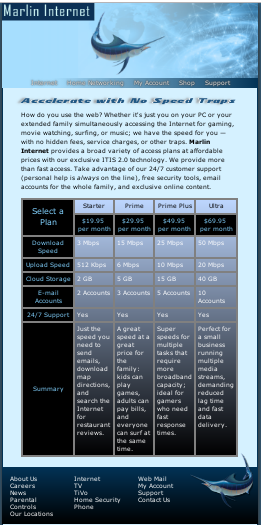 Marlin Internet
Internet Home Networking My Account Shop Support
Accelerate with No Speed Traps
How do you use the web? Whether it's just you on your PC or your
extended family simultaneously accessing the Internet for gaming,
movie watching, surfing, or music; we have the speed for you —
with no hidden fees, service charges, or other traps. Marlin
Internet provides a broad variety of access plans at affordable
prices with our exclusive ITIS 2.0 technology. We provide more
than fast access. Take advantage of our 24/7 customer support
(personal help is always on the line), free security tools, email
accounts for the whole family, and exclusive online content.
Select a Plan
Starter Prime Prime Plus Ultra
$19.95 per month $29.95 per month $49.95 per month $69.95 per month
Download Speed 3 Mbps 15 Mbps 25 Mbps 50 Mbps
Upload Speed 512 Kbps 6 Mbps 10 Mbps 20 Mbps
Cloud Storage 2 GB 5 GB 15 GB 40 GB
E-mail Accounts 2 Accounts 3 Accounts 5 Accounts 10 Accounts
24/7 Support Yes Yes Yes Yes
Summary
Just the
speed you
need to
send
emails,
download
map
directions,
and
search the
Internet
for
restaurant
reviews.
A great
speed at a
great
price for
the
family:
kids can
play
games,
adults can
pay bills,
and
everyone
can surf at
the same
time.
Super
speeds for
multiple
tasks that
require
more
broadband
capacity;
ideal for
gamers
who need
fast
response
times.
Perfect for
a small
business
running
multiple
media
streams,
demanding
reduced
lag time
and fast
data
delivery.
About Us
Careers
News
Parental
Controls
Our Locations
Internet
TV
TiVo
Home Security
Phone
Web Mail
My Account
Support
Contact Us